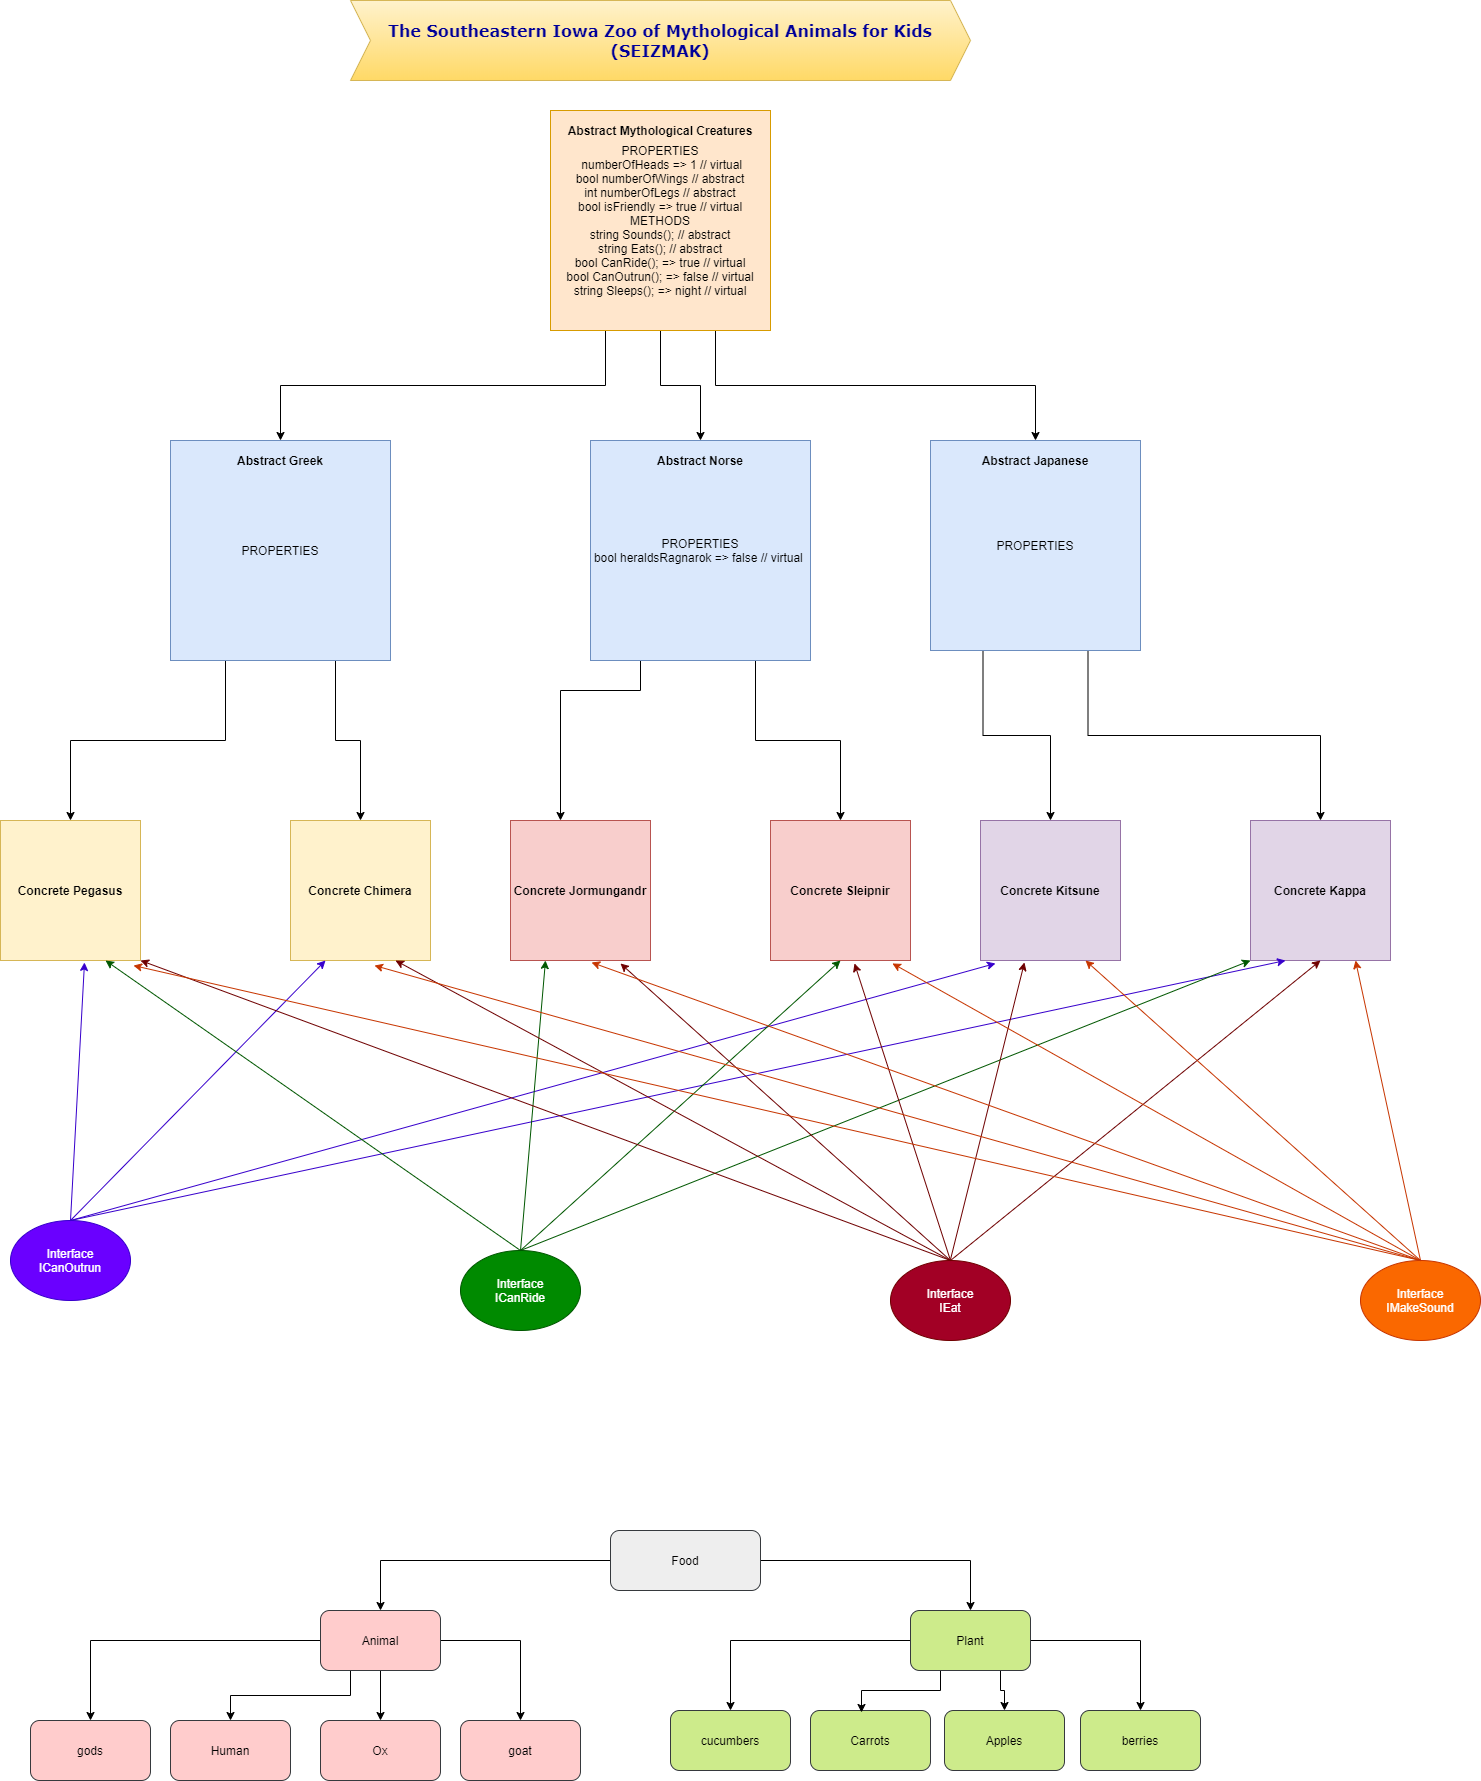 The Southeastern Iowa Zoo of Mythological Animals for Kids
(SEIZMAK)
Abstract Mythological Creatures
PROPERTIES
numberOfHeads => 1 // virtual
bool numberOfWings // abstract
int numberOfLegs // abstract
bool isFriendly => true // virtual
METHODS
string Sounds(); // abstract
string Eats(); // abstract
bool CanRide(); => true // virtual
bool CanOutrun(); => false // virtual
string Sleeps(); => night // virtual
Abstract Greek
PROPERTIES
Abstract Norse
PROPERTIES
bool heraldsRagnarok => false // virtual
Abstract Japanese
PROPERTIES
Concrete Pegasus
Concrete Chimera
Concrete Jormungandr
Concrete Sleipnir
Concrete Kitsune
Concrete Kappa
Interface
ICanOutrun
Interface
ICanRide
Interface
IEat
Interface
IMakeSound
Food
Animal
Plant
gods
Human
Ox
goat
cucumbers
Carrots
Apples
berries